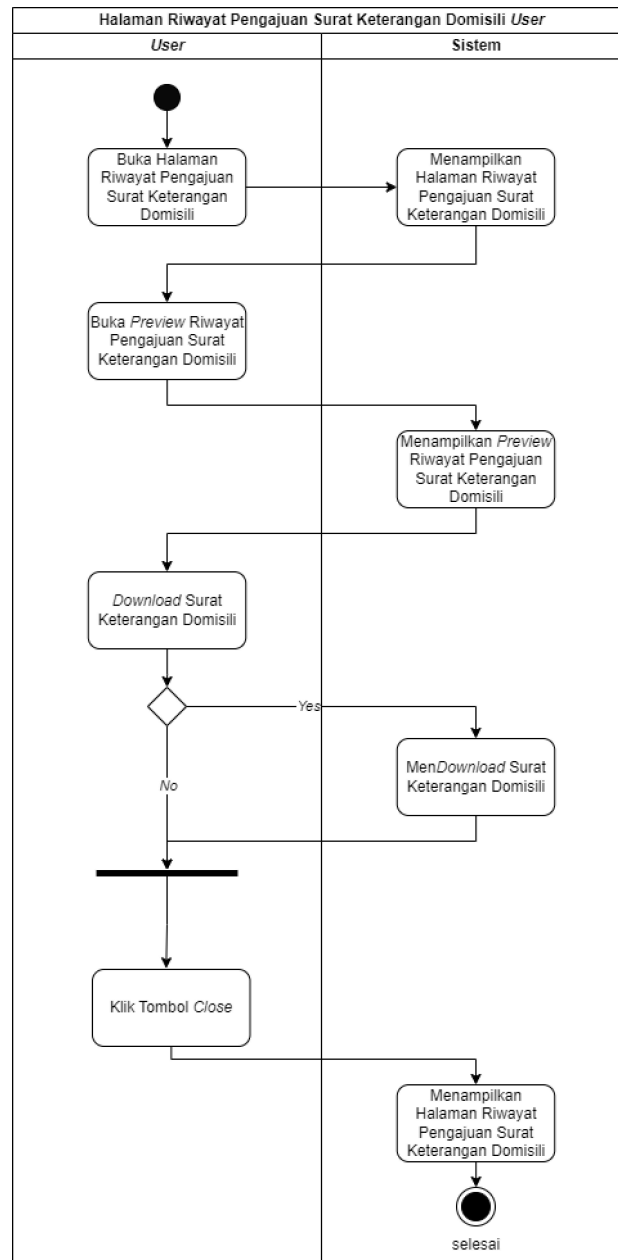 Halaman Riwayat Pengajuan Surat Keterangan Domisili User
User
Sistem
Buka Halaman
Riwayat Pengajuan
Surat Keterangan
Domisili
Menampilkan
Halaman Riwayat
Pengajuan Surat
Keterangan Domisili
Buka Preview Riwayat
Pengajuan Surat
Keterangan Domisili
Menampilkan Preview
Riwayat Pengajuan
Surat Keterangan
Domisili
Download Surat
Keterangan Domisili
Yes
No
MenDownload Surat
Keterangan Domisili
Klik Tombol Close
Menampilkan
Halaman Riwayat
Pengajuan Surat
Keterangan Domisili
selesai